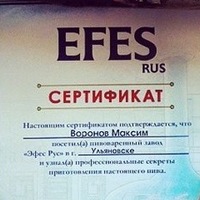 EFES
RUS
СЕРТИФИКАТ
Настоящим сертификатом подтверждается, что
Воронов Максим
посетил(а) пивоваренный завод
«Эфес Рус» в г. Ульяновске
и узнал(а) профессиональные секреты
приготовления настоящего пива.